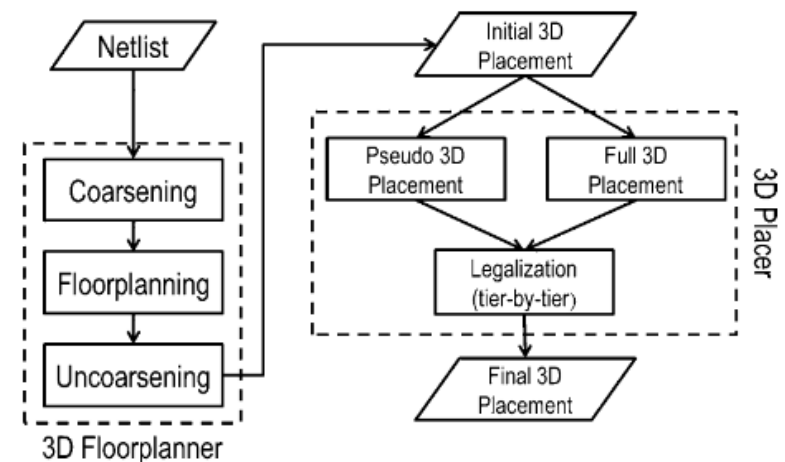 Netlist
Coarsening
Floorplanning
Uncoarsening
3D Floorplanner
Initial 3D
Placement
Pseudo 3D
Placement
Full 3D
Placement
Legalization
(tier-by-tier)
Final 3D
Placement
3D Placer